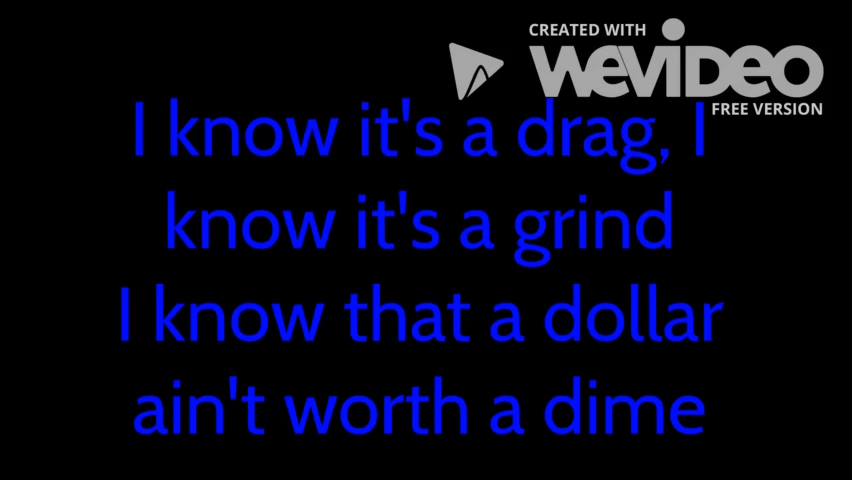 CREATED WITH
WEVIDEO
FREE VERSION
I know it's a drag, I
know it's a grind
I know that a dollar
ain't worth a dime